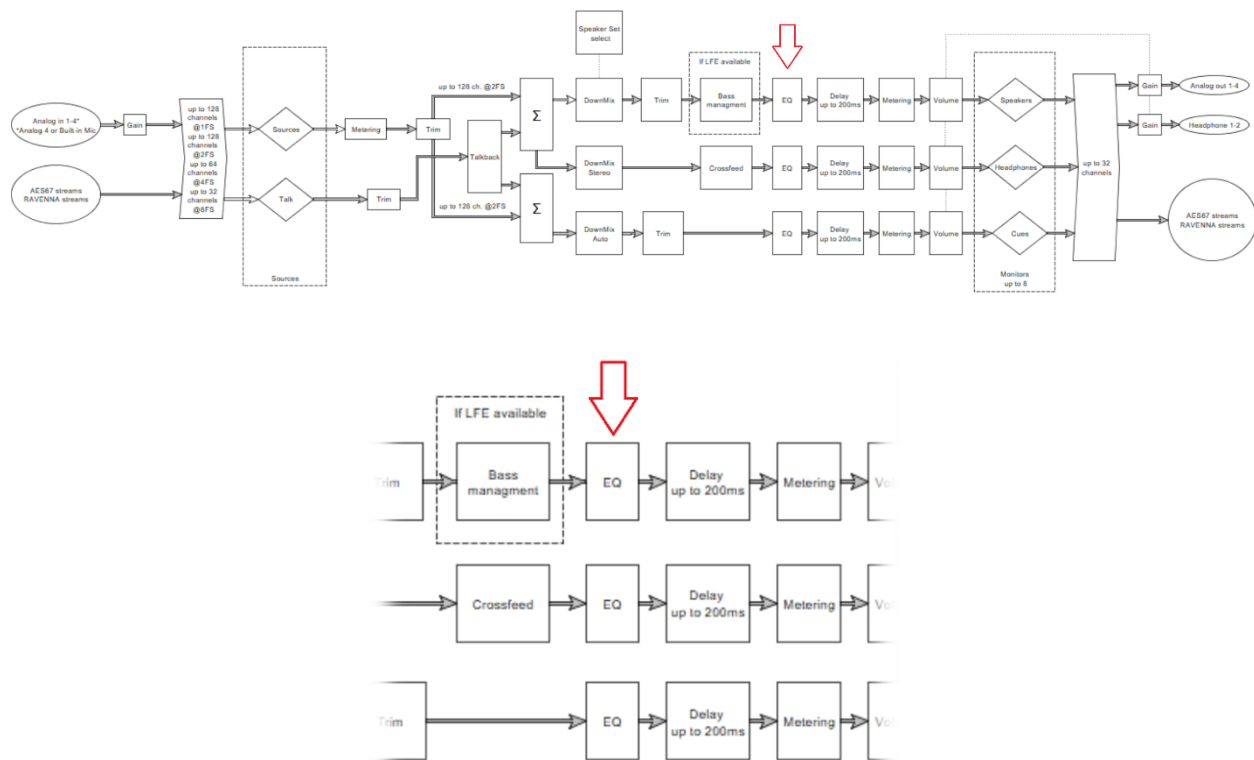 Speaker Set
select
up to 128 ch. @2FS
If LFE available
Analog in 1-4*
*Analog 4 or Built-in Mic
Gain
up to 128
channels
@1FS
up to 128
channels
@2FS
up to 64
channels
@4FS
up to 32
channels
@8FS
Sources
Metering
Trim
Talkback
Σ
DownMix
Trim
Bass
managment
EQ
Delay
up to 200ms
Metering
Volume
Speakers
Gain
Analog out 1-4
Gain
Headphone 1-2
DownMix
Stereo
Crossfeed
EQ
Delay
up to 200ms
Metering
Volume
Headphones
up to 32
channels
AES67 streams
RAVENNA streams
Talk
Trim
up to 128 ch. @2FS
Σ
DownMix
Auto
Trim
EQ
Delay
up to 200ms
Metering
Volume
Cues
AES67 streams
RAVENNA streams
Sources
Monitors
up to 8
If LFE available
Trim
Bass
managment
EQ
Delay
up to 200ms
Metering
Vo
Crossfeed
EQ
Delay
up to 200ms
Metering
Vo
Trim
EQ
Delay
up to 200ms
Metering
Vo